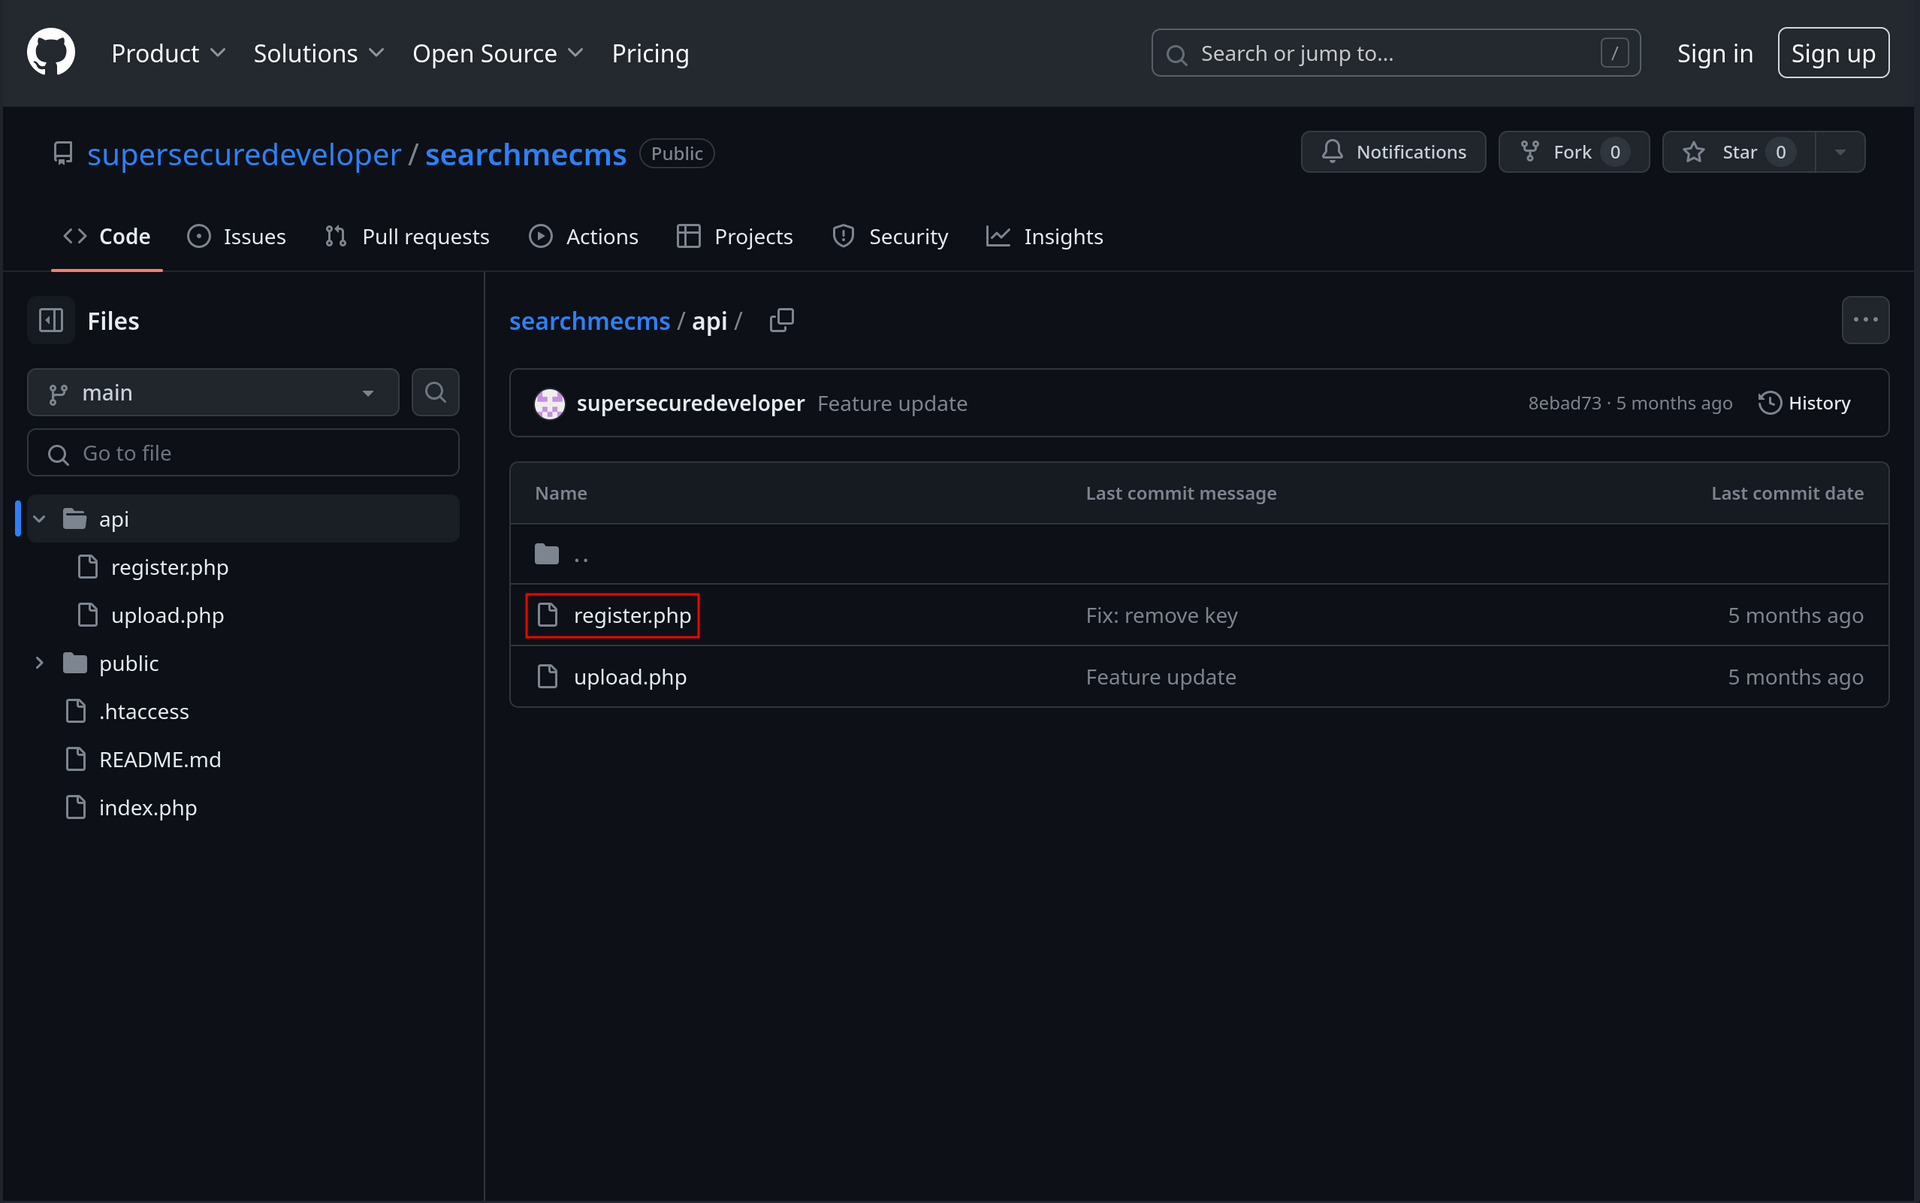 Product Solutions Open Source Pricing Search or jump to... / Sign in Sign up
supersecuredeveloper / searchmecms Public Notifications Fork 0 Star 0
Code Issues Pull requests Actions Projects Security Insights
Files
main
Go to file
api
register.php
upload.php
public
.htaccess
README.md
index.php
searchmecms / api /
supersecuredeveloper Feature update 8ebad73 · 5 months ago History
Name Last commit message Last commit date
..
register.php Fix: remove key 5 months ago
upload.php Feature update 5 months ago